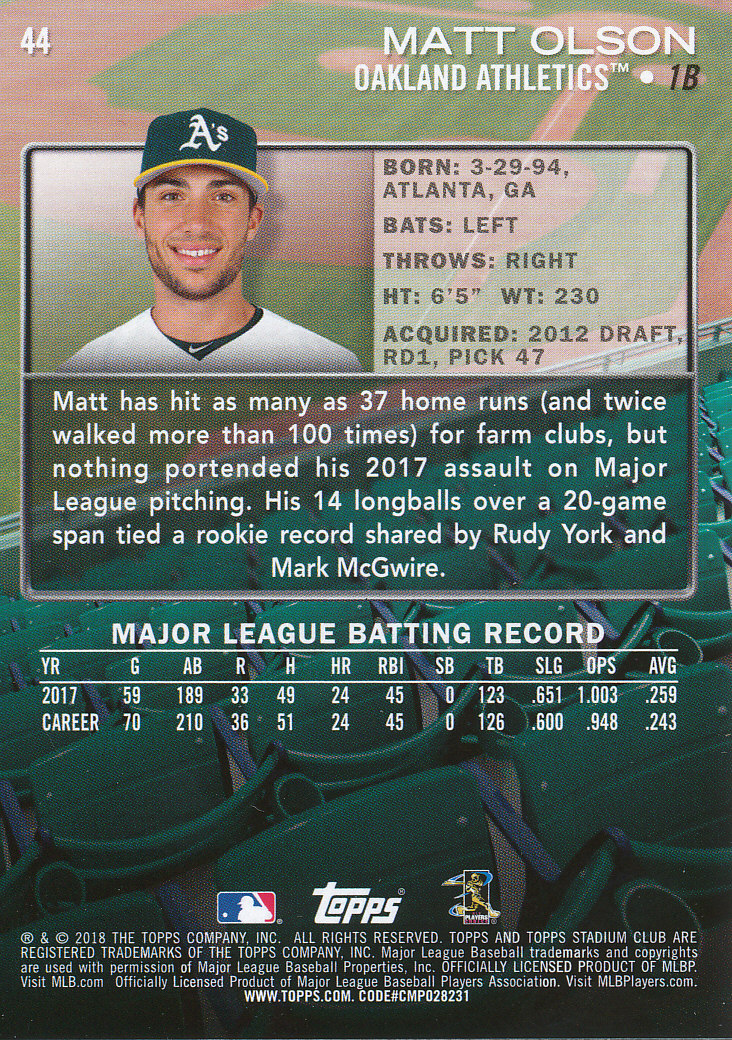 44
MATT OLSON
OAKLAND ATHLETICS™ • 1B
A's
BORN: 3-29-94,
ATLANTA, GA
BATS: LEFT
THROWS: RIGHT
HT: 6'5" WT: 230
ACQUIRED: 2012 DRAFT,
RD1, PICK 47
Matt has hit as many as 37 home runs (and twice
walked more than 100 times) for farm clubs, but
nothing portended his 2017 assault on Major
League pitching. His 14 longballs over a 20-game
span tied a rookie record shared by Rudy York and
Mark McGwire.
MAJOR LEAGUE BATTING RECORD
YR G AB R H HR RBI SB TB SLG OPS AVG
2017 59 189 33 49 24 45 0 123 .651 1.003 .259
CAREER 70 210 36 51 24 45 0 126 .600 .948 .243
Topps®
PLAYERS
® & © 2018 THE TOPPS COMPANY, INC. ALL RIGHTS RESERVED. TOPPS AND TOPPS STADIUM CLUB ARE
REGISTERED TRADEMARKS OF THE TOPPS COMPANY, INC. Major League Baseball trademarks and copyrights
are used with permission of Major League Baseball Properties, Inc. OFFICIALLY LICENSED PRODUCT OF MLBP.
Visit MLB.com Officially Licensed Product of Major League Baseball Players Association. Visit MLBPlayers.com.
WWW.TOPPS.COM. CODE#CMP028231